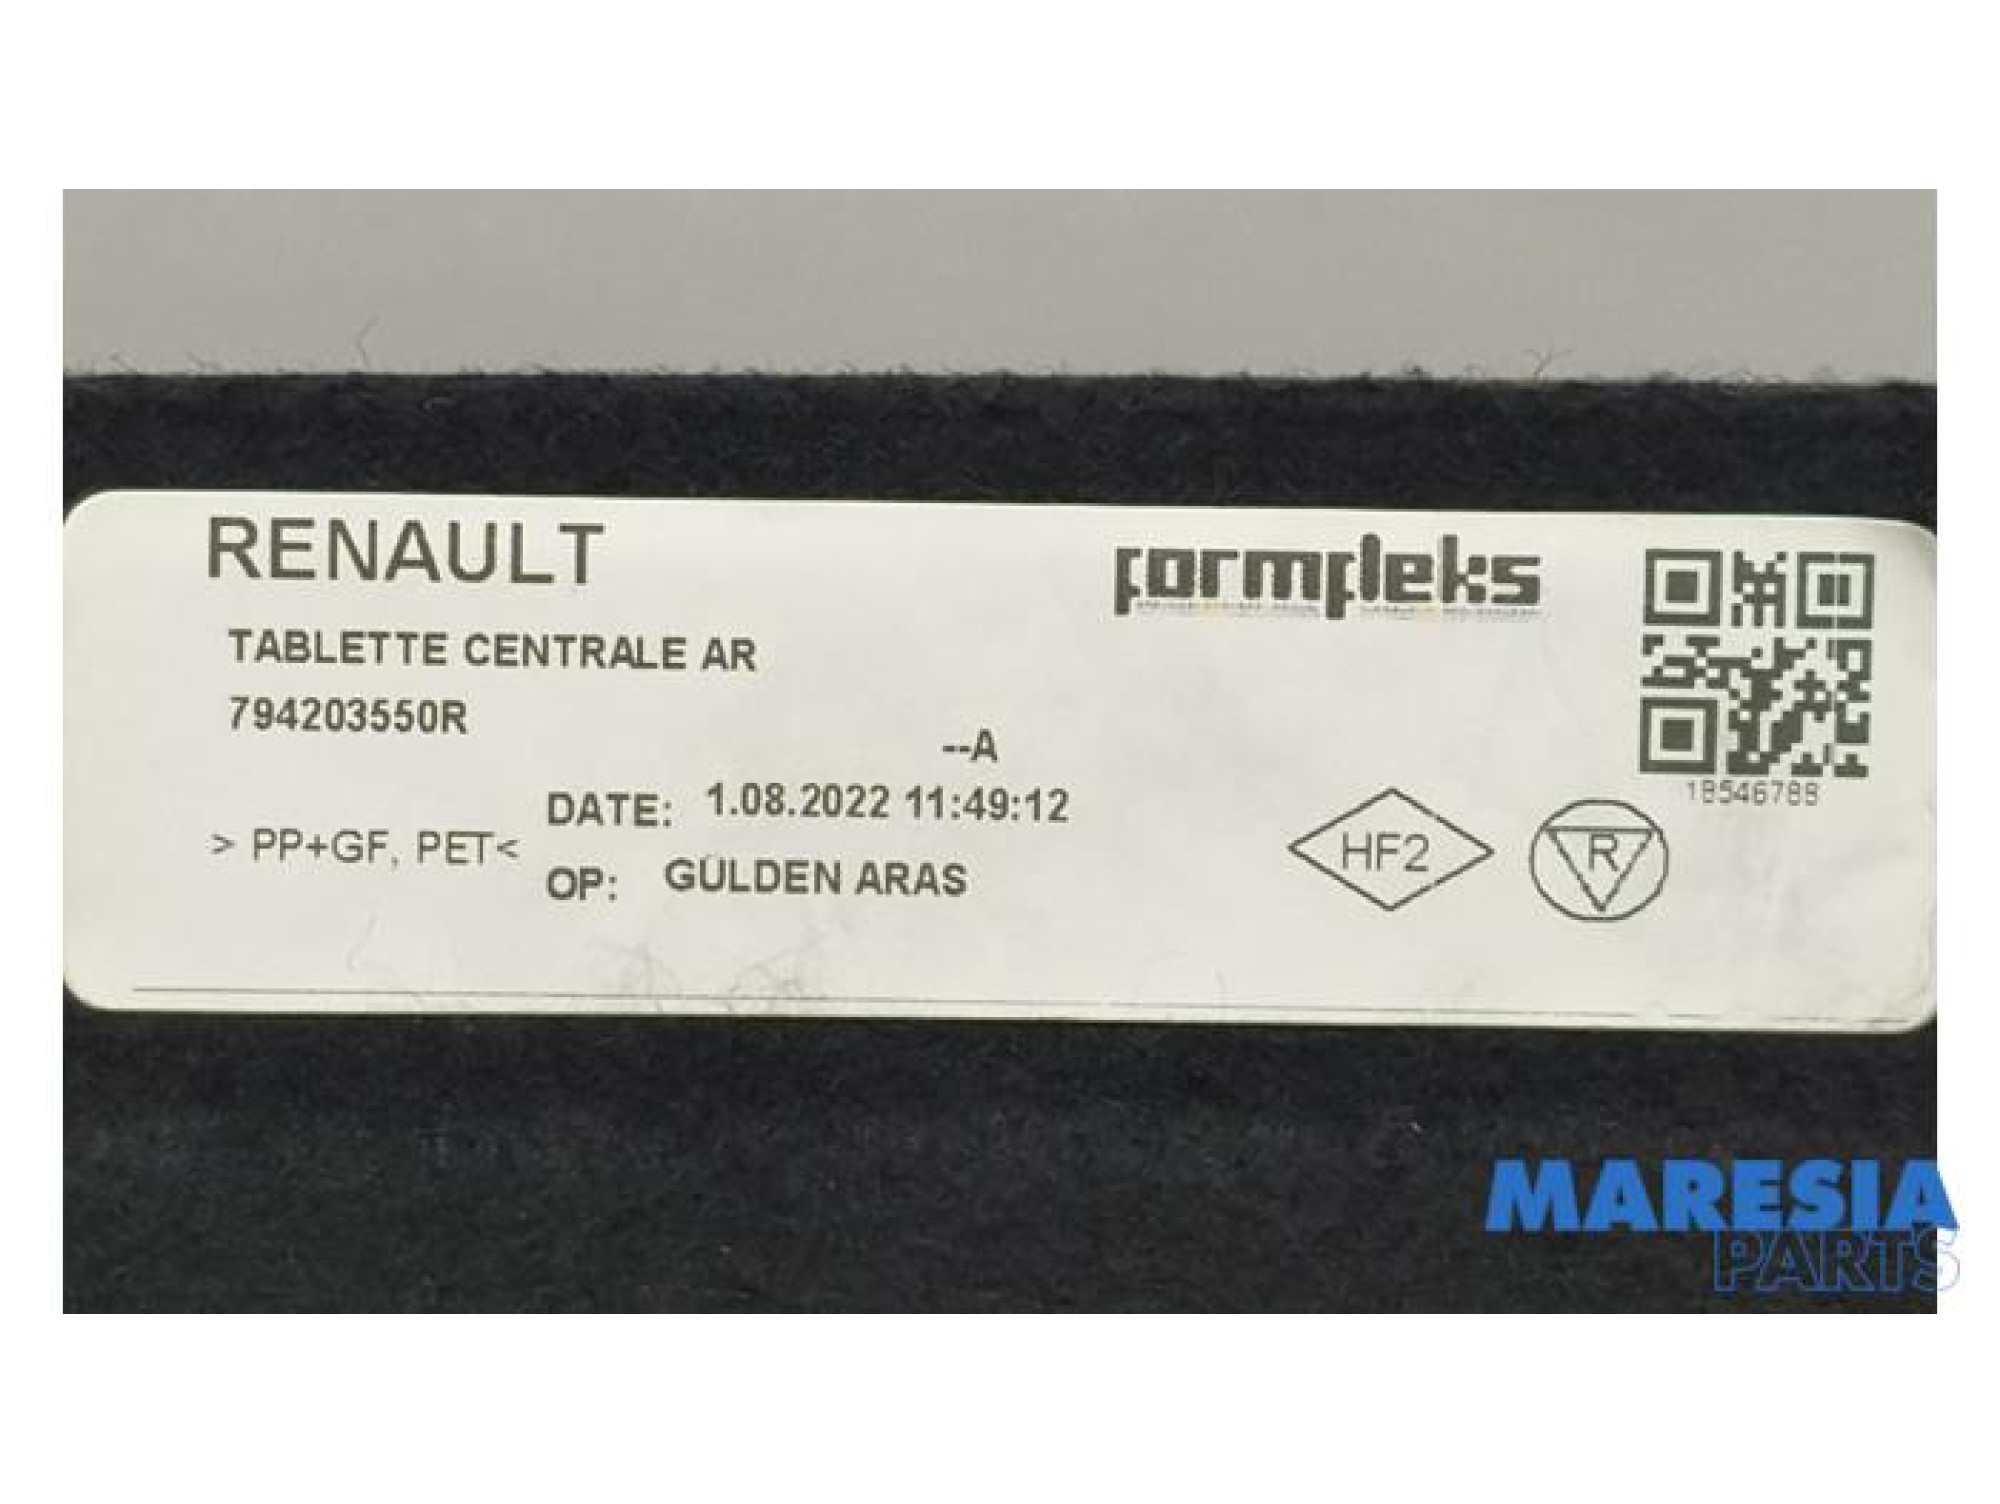 RENAULT
formfleks
TABLETTE CENTRALE AR
794203550R
--A
18546788
DATE: 1.08.2022 11:49:12
> PP+GF, PET<
OP: GÜLDEN ARAS
HF2
R
MARESIA
PARTS